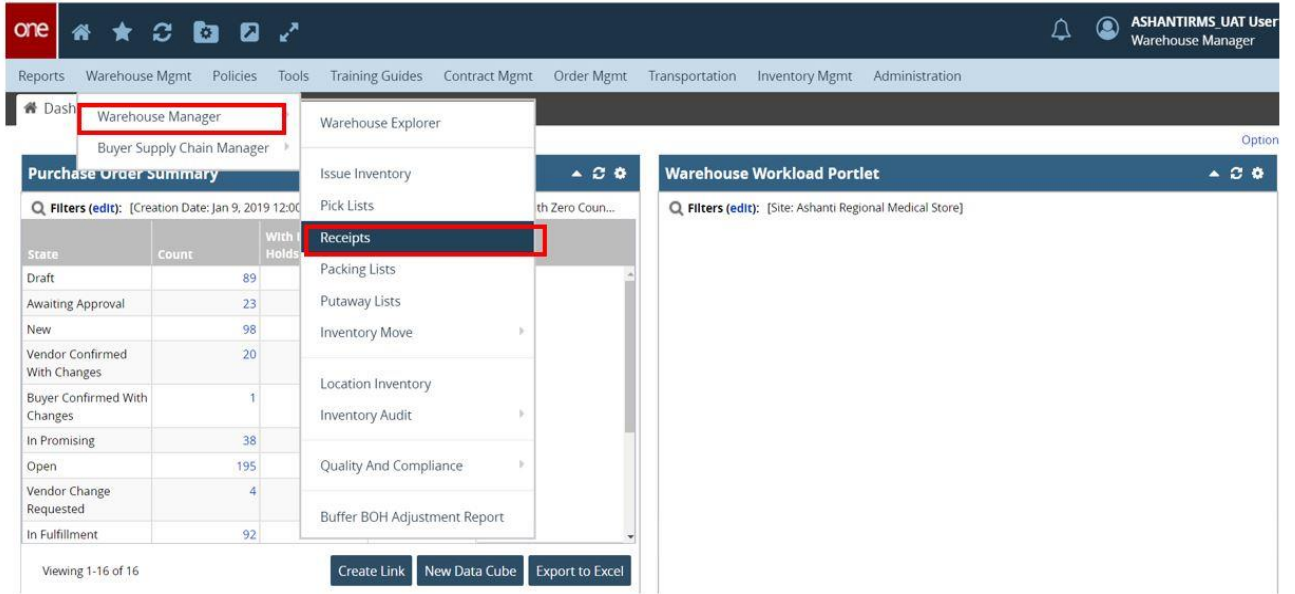 one
ASHANTIRMS_UAT User
Warehouse Manager
Reports Warehouse Mgmt Policies Tools Training Guides Contract Mgmt Order Mgmt Transportation Inventory Mgmt Administration
Dash
Warehouse Manager
Buyer Supply Chain Manager
Warehouse Explorer
Issue Inventory
Pick Lists
Receipts
Packing Lists
Putaway Lists
Inventory Move
Location Inventory
Inventory Audit
Quality And Compliance
Buffer BOH Adjustment Report
Option
Purchase Order Summary
Filters (edit): [Creation Date: Jan 9, 2019 12:00
th Zero Coun...
State Count With Holds
Draft 89
Awaiting Approval 23
New 98
Vendor Confirmed 20
With Changes
Buyer Confirmed With 1
Changes
In Promising 38
Open 195
Vendor Change 4
Requested
In Fulfillment 92
Viewing 1-16 of 16
Create Link New Data Cube Export to Excel
Warehouse Workload Portlet
Filters (edit): [Site: Ashanti Regional Medical Store]